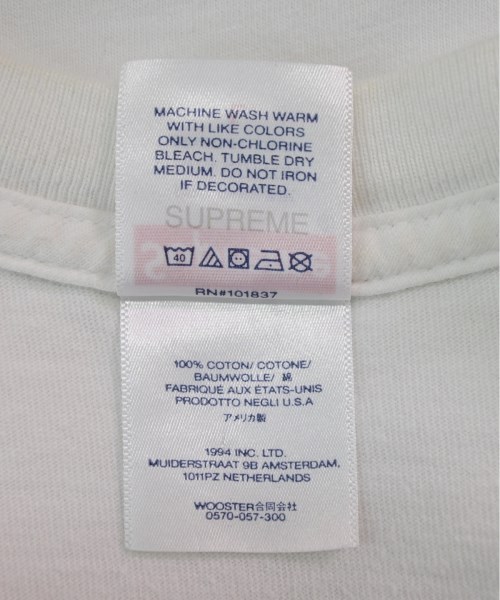 MACHINE WASH WARM
WITH LIKE COLORS
ONLY NON-CHLORINE
BLEACH. TUMBLE DRY
MEDIUM. DO NOT IRON
IF DECORATED.
SUPREME
40
RN#101837
100% COTON/ COTONE/
BAUMWOLLE/ 綿
FABRIQUÉ AUX ÉTATS-UNIS
PRODOTTO NEGLI U.S.A
アメリカ製
1994 INC. LTD.
MUIDERSTRAAT 9B AMSTERDAM,
1011PZ NETHERLANDS
WOOSTER合同会社
0570-057-300